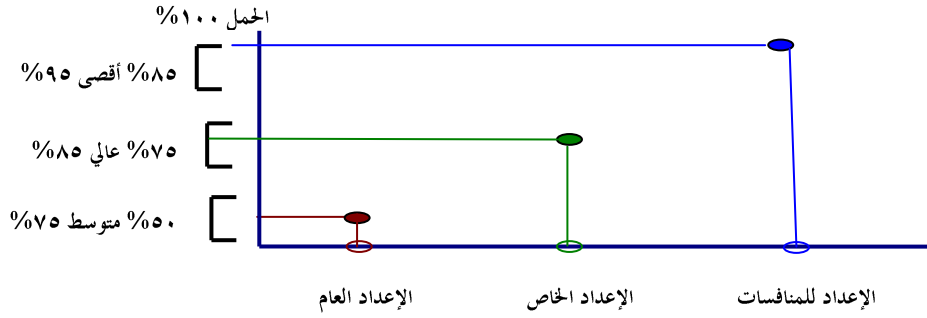 الحمل ١٠٠%
٨٥% أقصى ٩٥%
٧٥% عالي ٨٥%
٥٠% متوسط ٧٥%
الإعداد للمنافسات
الإعداد الخاص
الإعداد العام